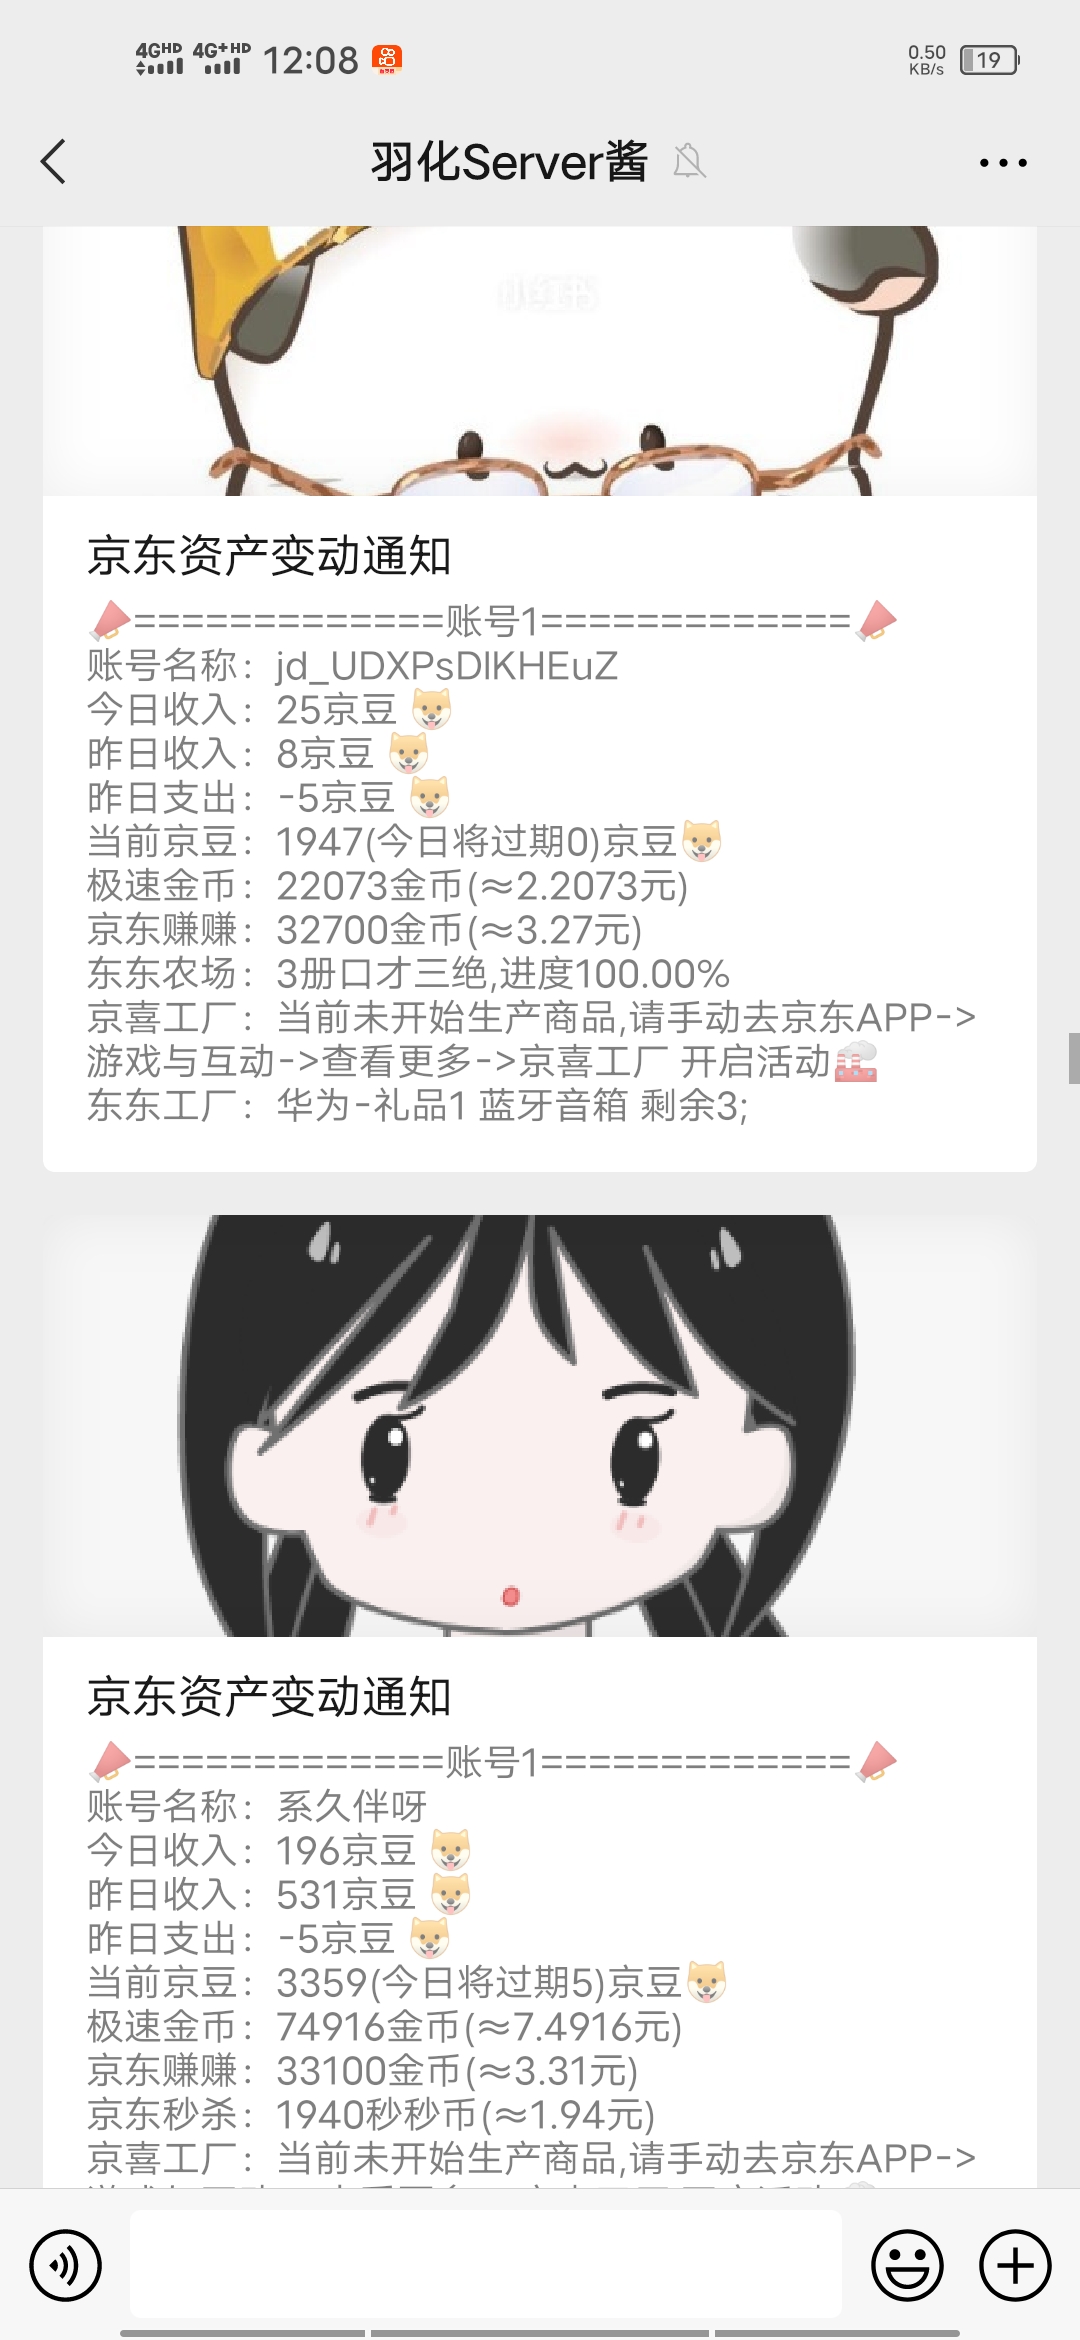 4GHD 4G+HD 12:08 0.50 KB/s 19
羽化Server酱
小红书
京东资产变动通知
📣=============账号1=============📣
账号名称：jd_UDXPsDlKHEuZ
今日收入：25京豆 🐶
昨日收入：8京豆 🐶
昨日支出：-5京豆 🐶
当前京豆：1947(今日将过期0)京豆🐶
极速金币：22073金币(≈2.2073元)
京东赚赚：32700金币(≈3.27元)
东东农场：3册口才三绝,进度100.00%
京喜工厂：当前未开始生产商品,请手动去京东APP->
游戏与互动->查看更多->京喜工厂 开启活动🏭
东东工厂：华为-礼品1 蓝牙音箱 剩余3;
京东资产变动通知
📣=============账号1=============📣
账号名称：系久伴呀
今日收入：196京豆 🐶
昨日收入：531京豆 🐶
昨日支出：-5京豆 🐶
当前京豆：3359(今日将过期5)京豆🐶
极速金币：74916金币(≈7.4916元)
京东赚赚：33100金币(≈3.31元)
京东秒杀：1940秒秒币(≈1.94元)
京喜工厂：当前未开始生产商品,请手动去京东APP->